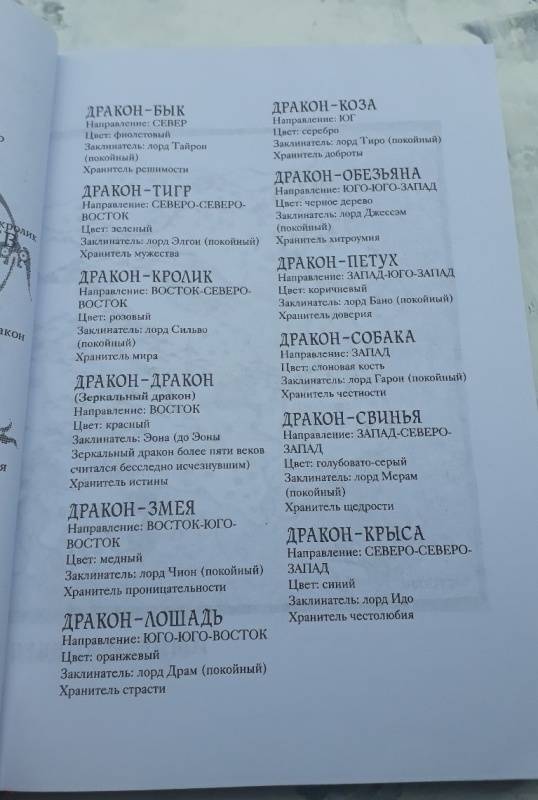 кролик
ДРАКОН-БЫК
Направление: СЕВЕР
Цвет: фиолетовый
Заклинатель: лорд Тайрон
(покойный)
Хранитель решимости
ДРАКОН-ТИГР
Направление: СЕВЕРО-СЕВЕРО-
ВОСТОК
Цвет: зеленый
Заклинатель: лорд Элгон (покойный)
Хранитель мужества
ДРАКОН-КРОЛИК
Направление: ВОСТОК-СЕВЕРО-
ВОСТОК
Цвет: розовый
Заклинатель: лорд Сильво
(покойный)
Хранитель мира
ДРАКОН-ДРАКОН
(Зеркальный дракон)
Направление: ВОСТОК
Цвет: красный
Заклинатель: Эона (до Эоны
Зеркальный дракон более пяти веков
считался бесследно исчезнувшим)
Хранитель истины
ДРАКОН-ЗМЕЯ
Направление: ВОСТОК-ЮГО-
ВОСТОК
Цвет: медный
Заклинатель: лорд Чион (покойный)
Хранитель проницательности
ДРАКОН-ЛОШАДЬ
Направление: ЮГО-ЮГО-ВОСТОК
Цвет: оранжевый
Заклинатель: лорд Драм (покойный)
Хранитель страсти
ДРАКОН-КОЗА
Направление: ЮГ
Цвет: серебро
Заклинатель: лорд Тиро (покойный)
Хранитель доброты
ДРАКОН-ОБЕЗЬЯНА
Направление: ЮГО-ЮГО-ЗАПАД
Цвет: черное дерево
Заклинатель: лорд Джессэм
(покойный)
Хранитель хитроумия
ДРАКОН-ПЕТУХ
Направление: ЗАПАД-ЮГО-ЗАПАД
Цвет: коричневый
Заклинатель: лорд Бано (покойный)
Хранитель доверия
ДРАКОН-СОБАКА
Направление: ЗАПАД
Цвет: слоновая кость
Заклинатель: лорд Гарон (покойный)
Хранитель честности
ДРАКОН-СВИНЬЯ
Направление: ЗАПАД-СЕВЕРО-
ЗАПАД
Цвет: голубовато-серый
Заклинатель: лорд Мерам
(покойный)
Хранитель щедрости
ДРАКОН-КРЫСА
Направление: СЕВЕРО-СЕВЕРО-
ЗАПАД
Цвет: синий
Заклинатель: лорд Идо
Хранитель честолюбия